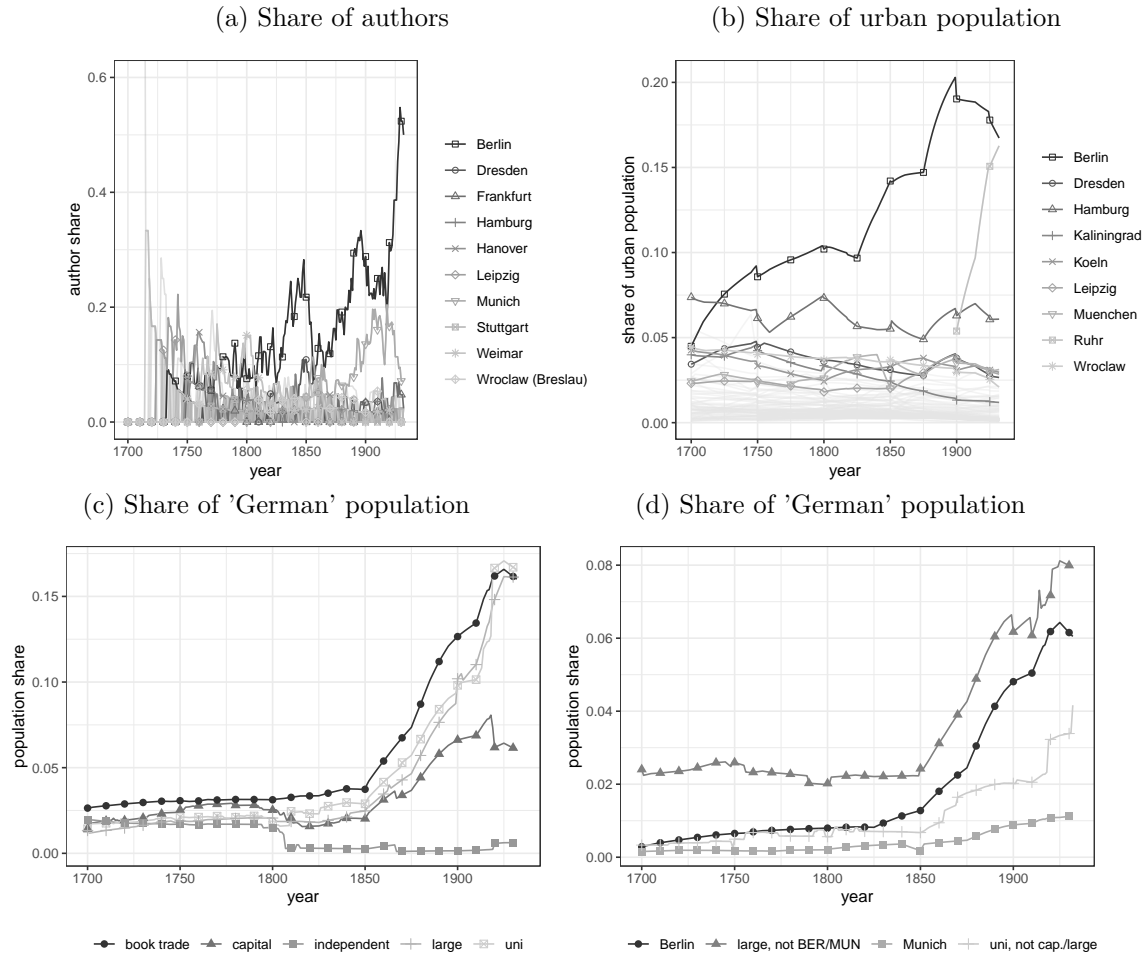 (a) Share of authors
(b) Share of urban population
0.6
0.4
0.2
0.0
author share
1700 1750 1800 1850 1900
year
Berlin
Dresden
Frankfurt
Hamburg
Hanover
Leipzig
Munich
Stuttgart
Weimar
Wroclaw (Breslau)
0.20
0.15
0.10
0.05
0.00
share of urban population
1700 1750 1800 1850 1900
year
Berlin
Dresden
Hamburg
Kaliningrad
Koeln
Leipzig
Muenchen
Ruhr
Wroclaw
(c) Share of 'German' population
(d) Share of 'German' population
0.15
0.10
0.05
0.00
population share
1700 1750 1800 1850 1900
year
book trade capital independent large uni
0.08
0.06
0.04
0.02
0.00
population share
1700 1750 1800 1850 1900
year
Berlin large, not BER/MUN Munich uni, not cap./large